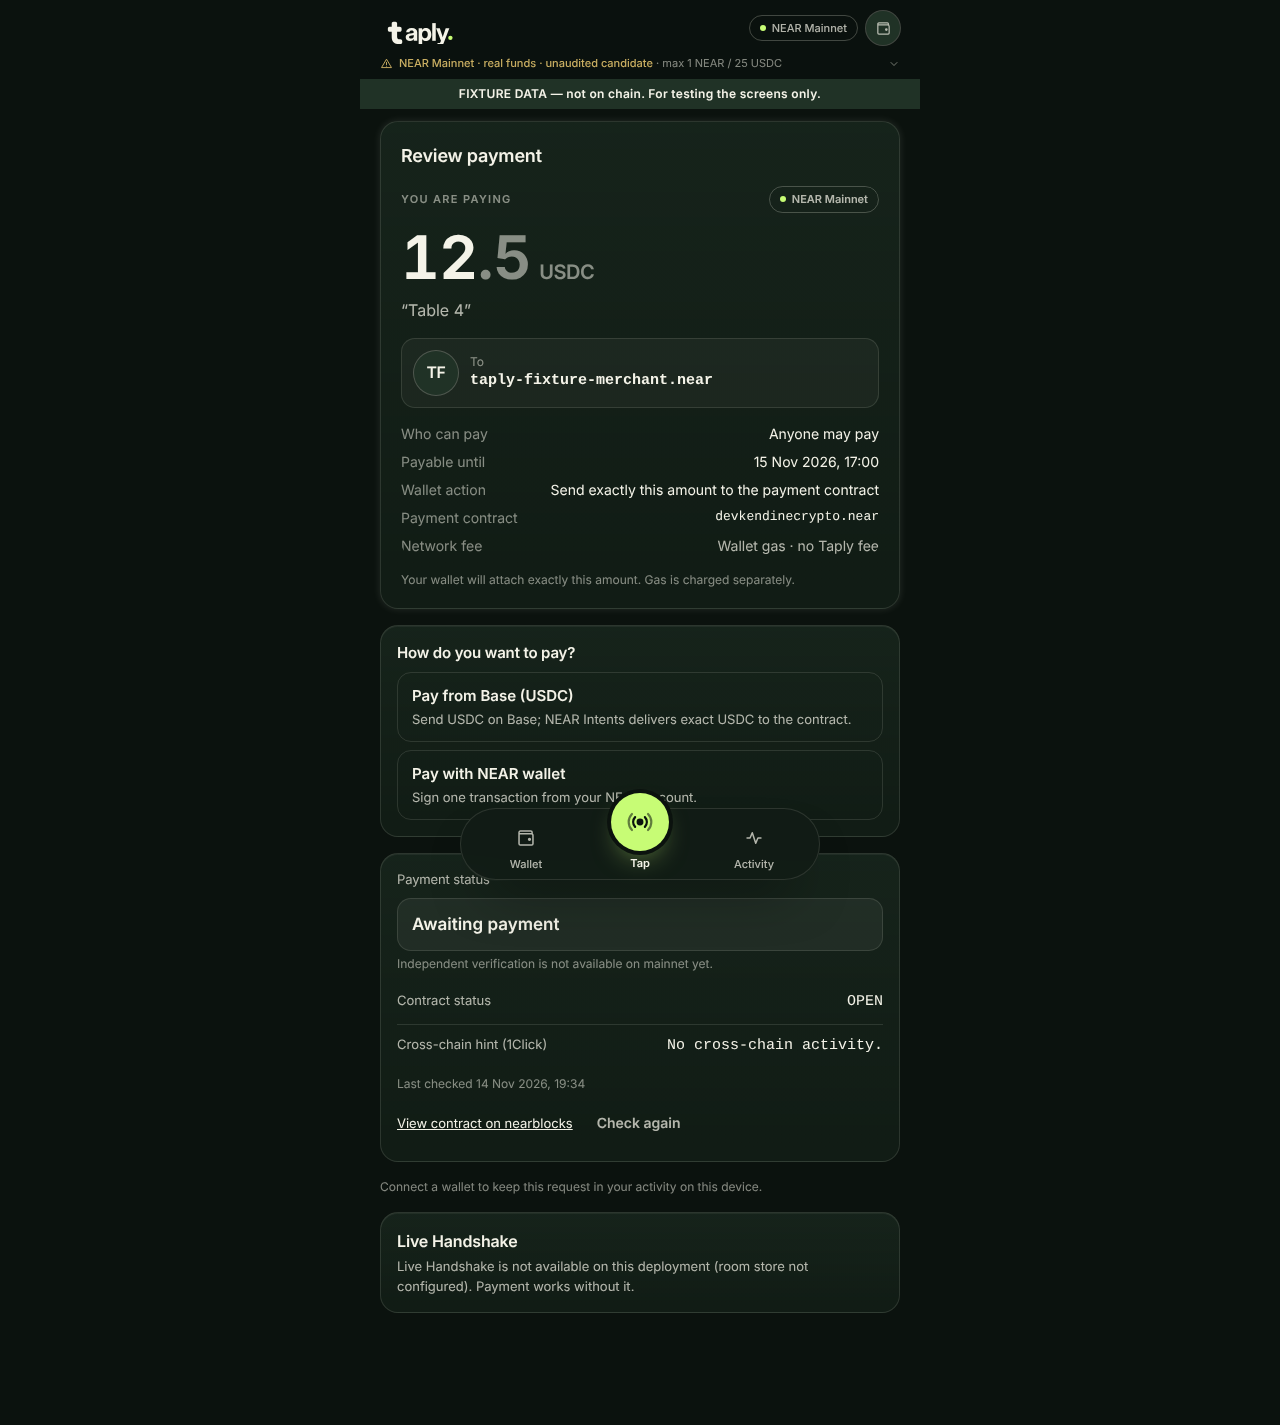 taply.
NEAR Mainnet
NEAR Mainnet · real funds · unaudited candidate · max 1 NEAR / 25 USDC
FIXTURE DATA — not on chain. For testing the screens only.
Review payment
YOU ARE PAYING
NEAR Mainnet
12.5 USDC
“Table 4”
TF
To
taply-fixture-merchant.near
Who can pay Anyone may pay
Payable until 15 Nov 2026, 17:00
Wallet action Send exactly this amount to the payment contract
Payment contract devkendinecrypto.near
Network fee Wallet gas · no Taply fee
Your wallet will attach exactly this amount. Gas is charged separately.
How do you want to pay?
Pay from Base (USDC)
Send USDC on Base; NEAR Intents delivers exact USDC to the contract.
Pay with NEAR wallet
Sign one transaction from your
Wallet
Tap
Activity
Payment status
Awaiting payment
Independent verification is not available on mainnet yet.
Contract status OPEN
Cross-chain hint (1Click) No cross-chain activity.
Last checked 14 Nov 2026, 19:34
View contract on nearblocks Check again
Connect a wallet to keep this request in your activity on this device.
Live Handshake
Live Handshake is not available on this deployment (room store not
configured). Payment works without it.